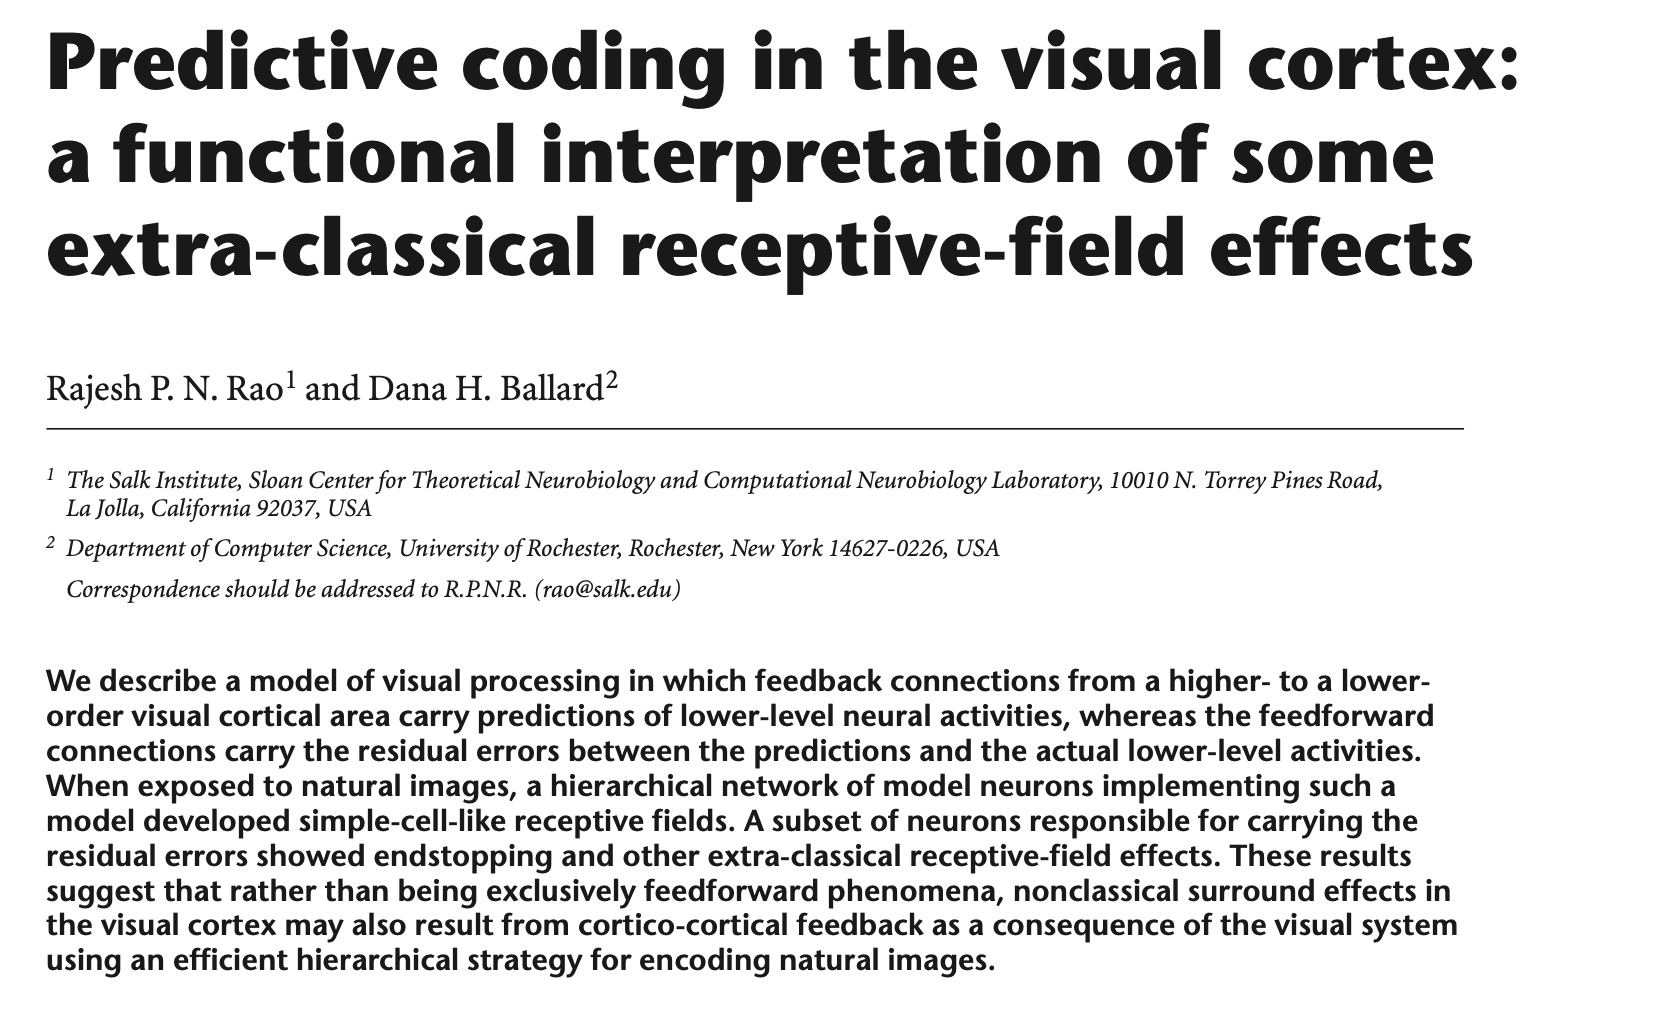 Predictive coding in the visual cortex:
a functional interpretation of some
extra-classical receptive-field effects
Rajesh P. N. Rao1 and Dana H. Ballard2
1 The Salk Institute, Sloan Center for Theoretical Neurobiology and Computational Neurobiology Laboratory, 10010 N. Torrey Pines Road,
La Jolla, California 92037, USA
2 Department of Computer Science, University of Rochester, Rochester, New York 14627-0226, USA
Correspondence should be addressed to R.P.N.R. (rao@salk.edu)
We describe a model of visual processing in which feedback connections from a higher- to a lower-
order visual cortical area carry predictions of lower-level neural activities, whereas the feedforward
connections carry the residual errors between the predictions and the actual lower-level activities.
When exposed to natural images, a hierarchical network of model neurons implementing such a
model developed simple-cell-like receptive fields. A subset of neurons responsible for carrying the
residual errors showed endstopping and other extra-classical receptive-field effects. These results
suggest that rather than being exclusively feedforward phenomena, nonclassical surround effects in
the visual cortex may also result from cortico-cortical feedback as a consequence of the visual system
using an efficient hierarchical strategy for encoding natural images.